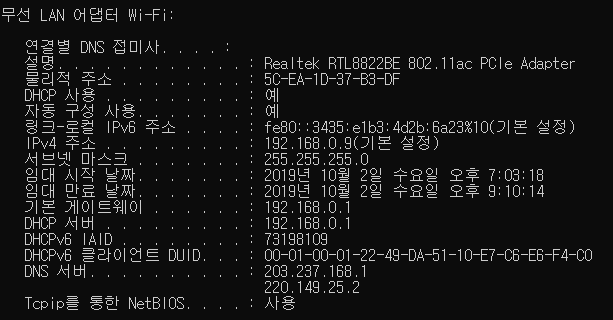 무선 LAN 어댑터 Wi-Fi:
연결별 DNS 접미사. . . . :
설명. . . . . . . . . . . . : Realtek RTL8822BE 802.11ac PCIe Adapter
물리적 주소 . . . . . . . . : 5C-EA-1D-37-B3-DF
DHCP 사용 . . . . . . . . . : 예
자동 구성 사용. . . . . . . : 예
링크-로컬 IPv6 주소 . . . . : fe80::3435:e1b3:4d2b:6a23%10(기본 설정)
IPv4 주소 . . . . . . . . . : 192.168.0.9(기본 설정)
서브넷 마스크 . . . . . . . : 255.255.255.0
임대 시작 날짜. . . . . . . : 2019년 10월 2일 수요일 오후 7:03:18
임대 만료 날짜. . . . . . . : 2019년 10월 2일 수요일 오후 9:10:14
기본 게이트웨이 . . . . . . : 192.168.0.1
DHCP 서버 . . . . . . . . . : 192.168.0.1
DHCPv6 IAID . . . . . . . . : 73198109
DHCPv6 클라이언트 DUID. . . : 00-01-00-01-22-49-DA-51-10-E7-C6-E6-F4-C0
DNS 서버. . . . . . . . . . : 203.237.168.1
220.149.25.2
Tcpip를 통한 NetBIOS. . . . : 사용